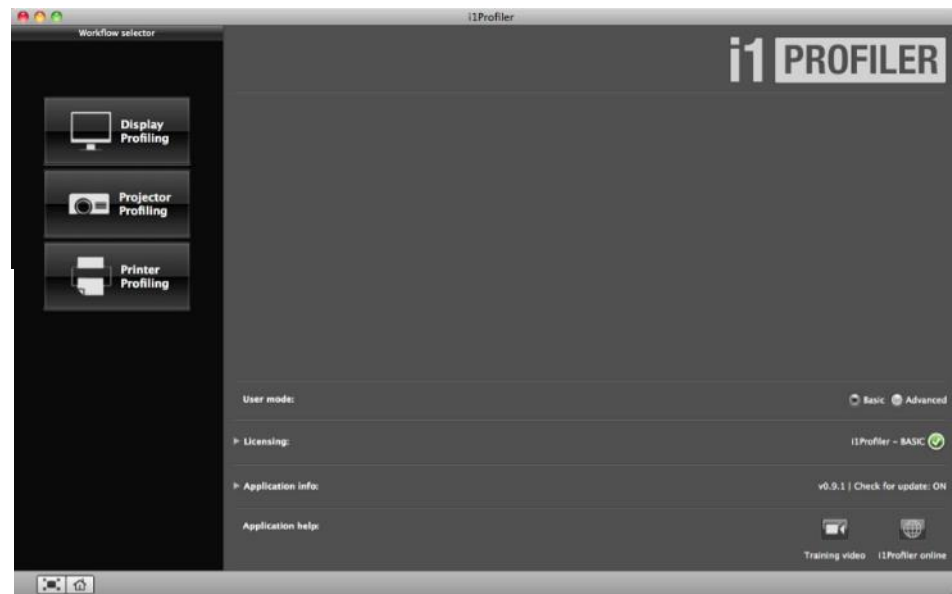 i1Profiler
Workflow selector
i1 PROFILER
Display
Profiling
Projector
Profiling
Printer
Profiling
User mode:
Basic Advanced
Licensing:
i1Profiler – BASIC
Application info:
v0.9.1 | Check for update: ON
Application help:
Training video i1Profiler online